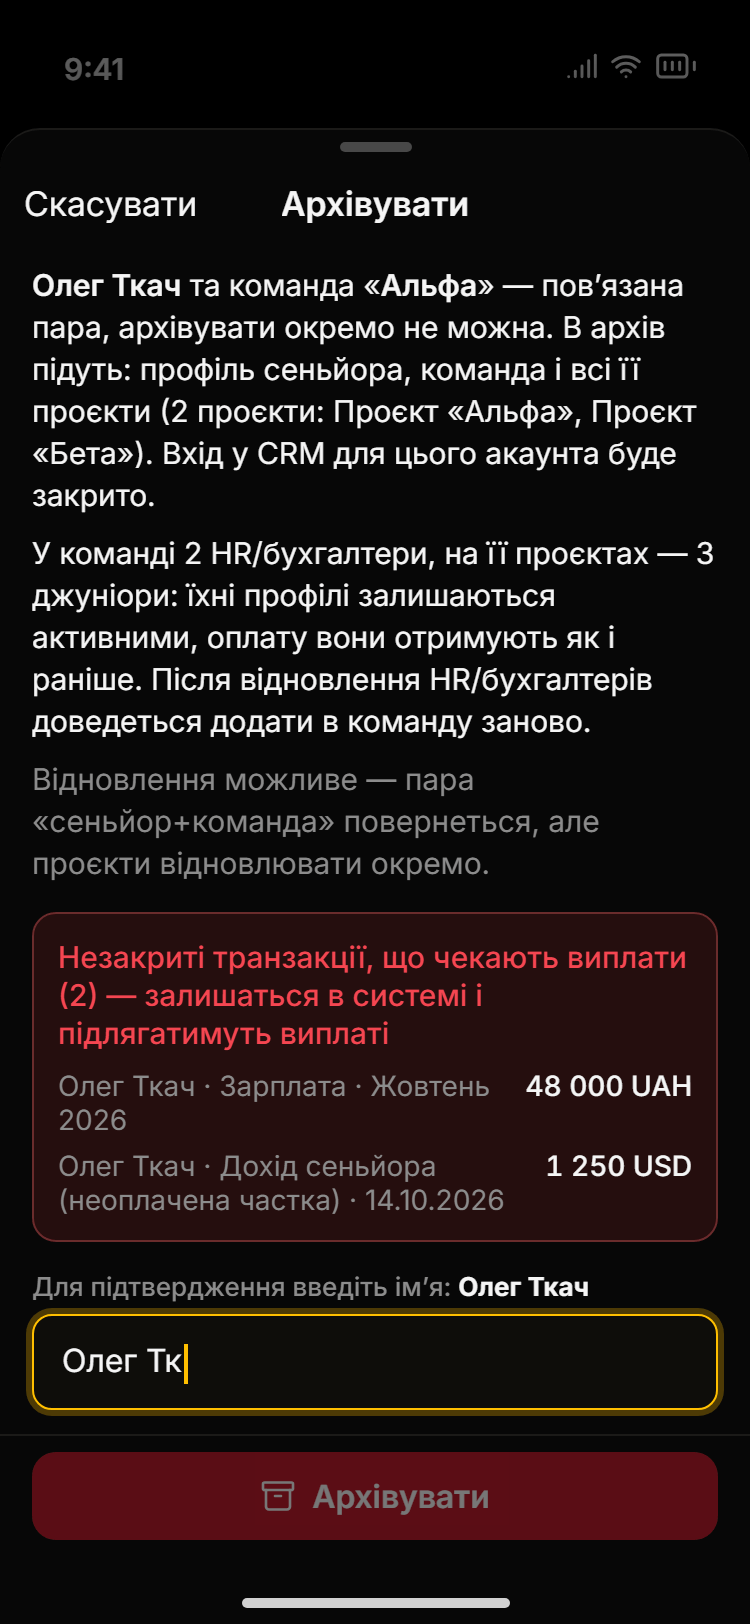 9:41
Скасувати
Архівувати
Олег Ткач та команда «Альфа» — пов’язана
пара, архівувати окремо не можна. В архів
підуть: профіль сеньйора, команда і всі її
проєкти (2 проєкти: Проєкт «Альфа», Проєкт
«Бета»). Вхід у CRM для цього акаунта буде
закрито.
У команді 2 HR/бухгалтери, на її проєктах — 3
джуніори: їхні профілі залишаються
активними, оплату вони отримують як і
раніше. Після відновлення HR/бухгалтерів
доведеться додати в команду заново.
Відновлення можливе — пара
«сеньйор+команда» повернеться, але
проєкти відновлювати окремо.
Незакриті транзакції, що чекають виплати
(2) — залишаться в системі і
підлягатимуть виплаті
Олег Ткач · Зарплата · Жовтень 48 000 UAH
2026
Олег Ткач · Дохід сеньйора 1 250 USD
(неоплачена частка) · 14.10.2026
Для підтвердження введіть ім’я: Олег Ткач
Олег Тк
Архівувати